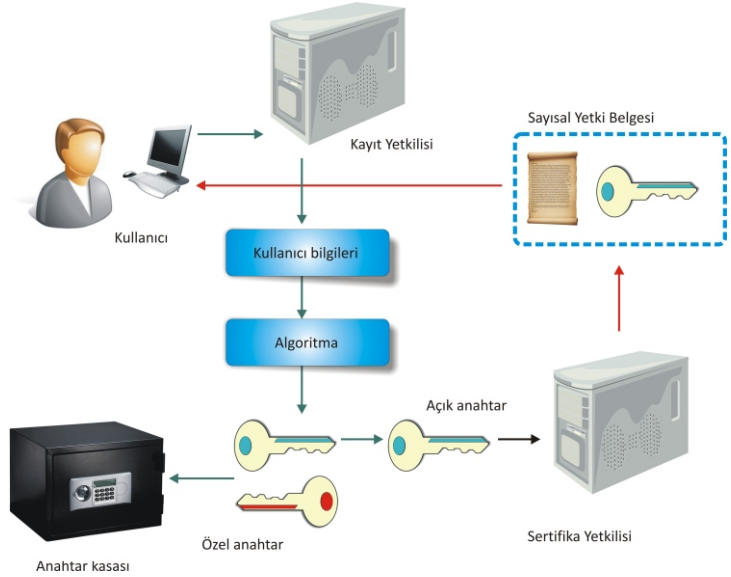 Kayıt Yetkilisi
Sayısal Yetki Belgesi
Kullanıcı
Kullanıcı bilgileri
Algoritma
Açık anahtar
Özel anahtar
Sertifika Yetkilisi
Anahtar kasası